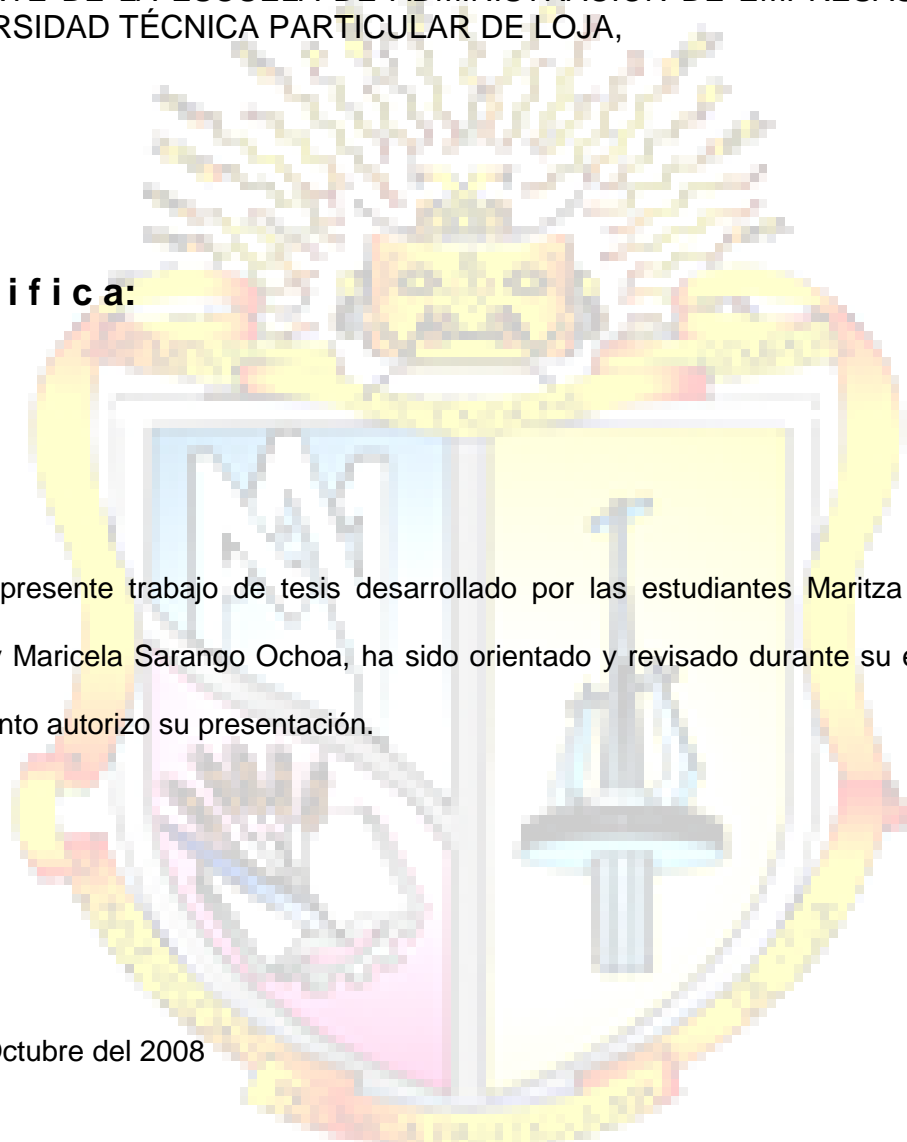 RSIDAD TÉCNICA PARTICULAR DE LOJA,
i f i c a:
presente trabajo de tesis desarrollado por las estudiantes Maritza
y Maricela Sarango Ochoa, ha sido orientado y revisado durante su
nto autorizo su presentación.
Octubre del 2008